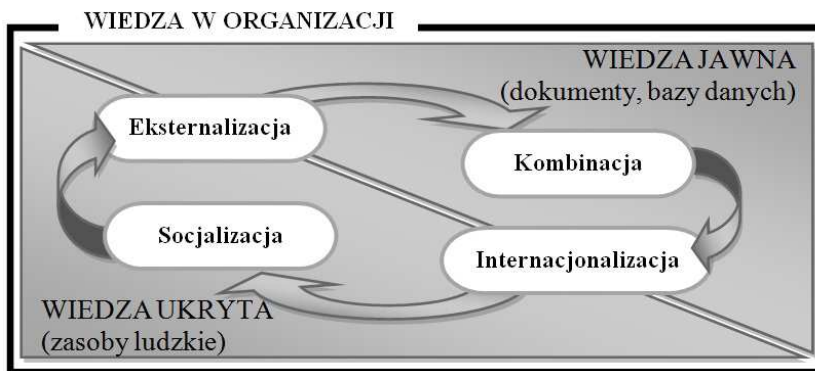 WIEDZA W ORGANIZACJI
WIEDZA JAWNA
(dokumenty, bazy danych)
Eksternalizacja
Kombinacja
Socjalizacja
Internacjonalizacja
WIEDZA UKRYTA
(zasoby ludzkie)